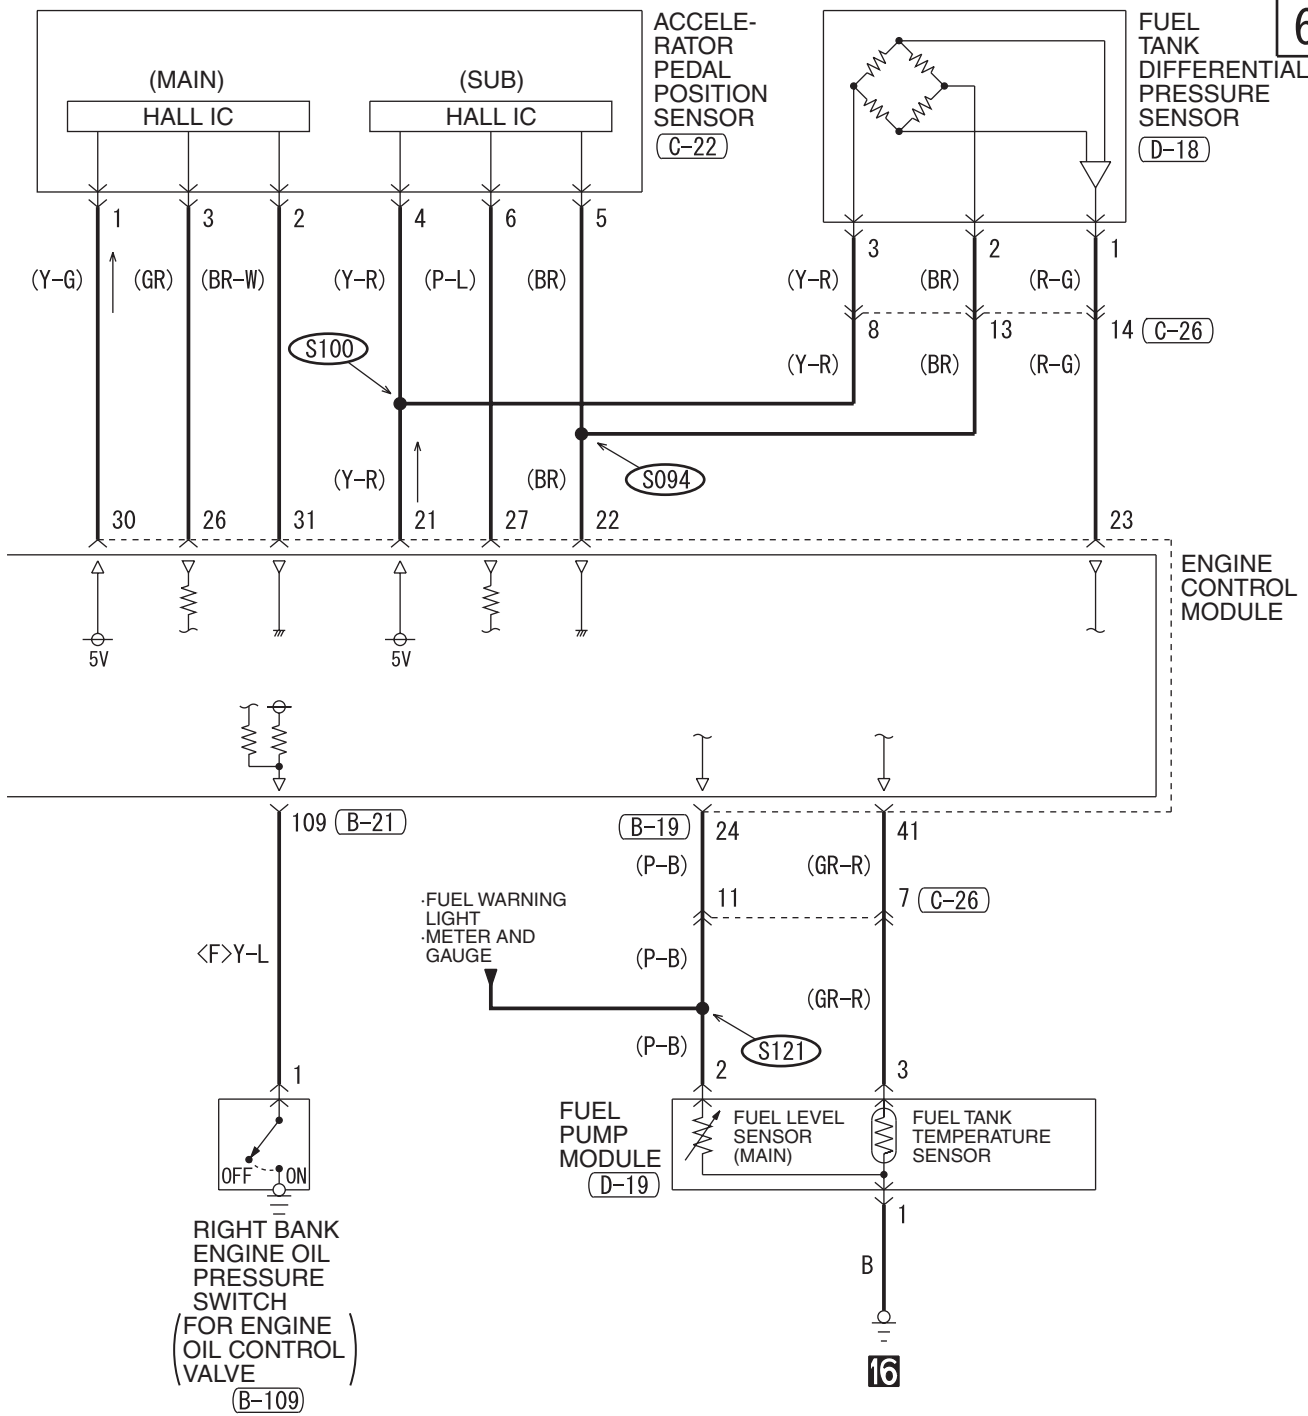 ACCELE-
RATOR
PEDAL
POSITION
SENSOR
C-22
FUEL
TANK
DIFFERENTIAL
PRESSURE
SENSOR
D-18
6
(MAIN)
HALL IC
(SUB)
HALL IC
1 3 2 4 6 5
3 2 1
(Y-G) (GR) (BR-W) (Y-R) (P-L) (BR) (Y-R) (BR) (R-G)
8 13 14 C-26
S100
(Y-R) (BR) (R-G)
(Y-R) (BR) S094
30 26 31 21 27 22 23
ENGINE
CONTROL
MODULE
5V 5V
109 B-21
B-19 24 41
(P-B) (GR-R)
11 7 C-26
·FUEL WARNING
LIGHT
·METER AND
GAUGE
<F>Y-L
(P-B)
(GR-R)
(P-B) S121
1 2 3
OFF ON
FUEL
PUMP
MODULE
D-19
FUEL LEVEL
SENSOR
(MAIN)
FUEL TANK
TEMPERATURE
SENSOR
1
B
16
RIGHT BANK
ENGINE OIL
PRESSURE
SWITCH
(FOR ENGINE
OIL CONTROL
VALVE)
B-109